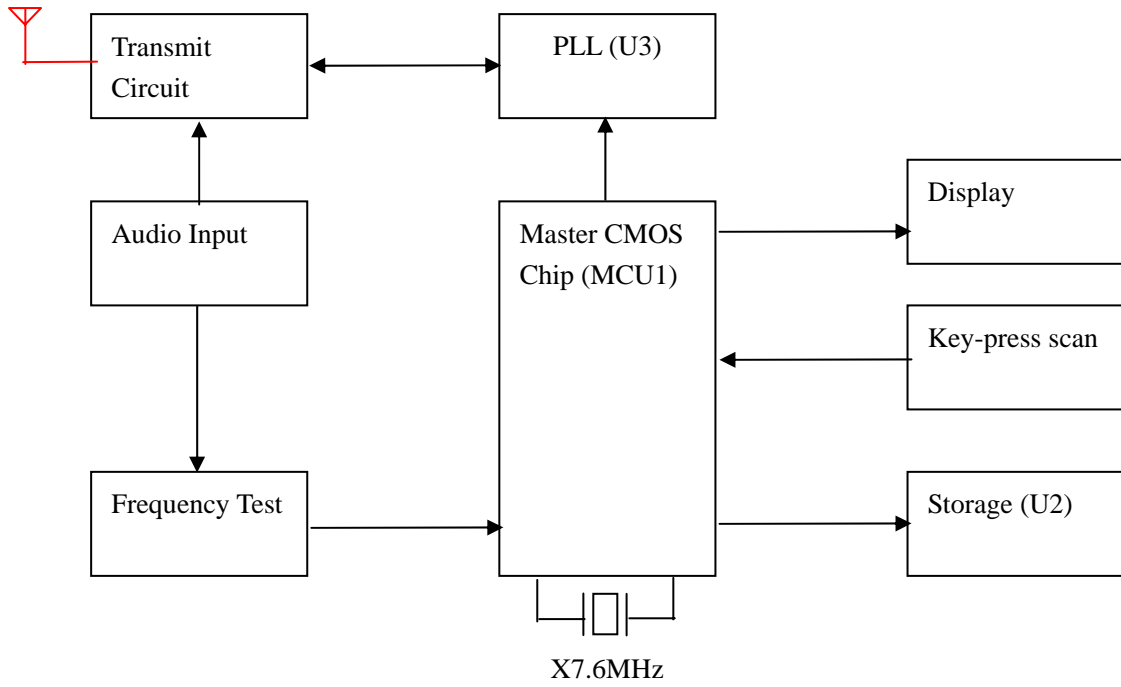 Transmit
Circuit
PLL (U3)
Audio Input
Master CMOS
Chip (MCU1)
Display
Key-press scan
Frequency Test
Storage (U2)
X7.6MHz